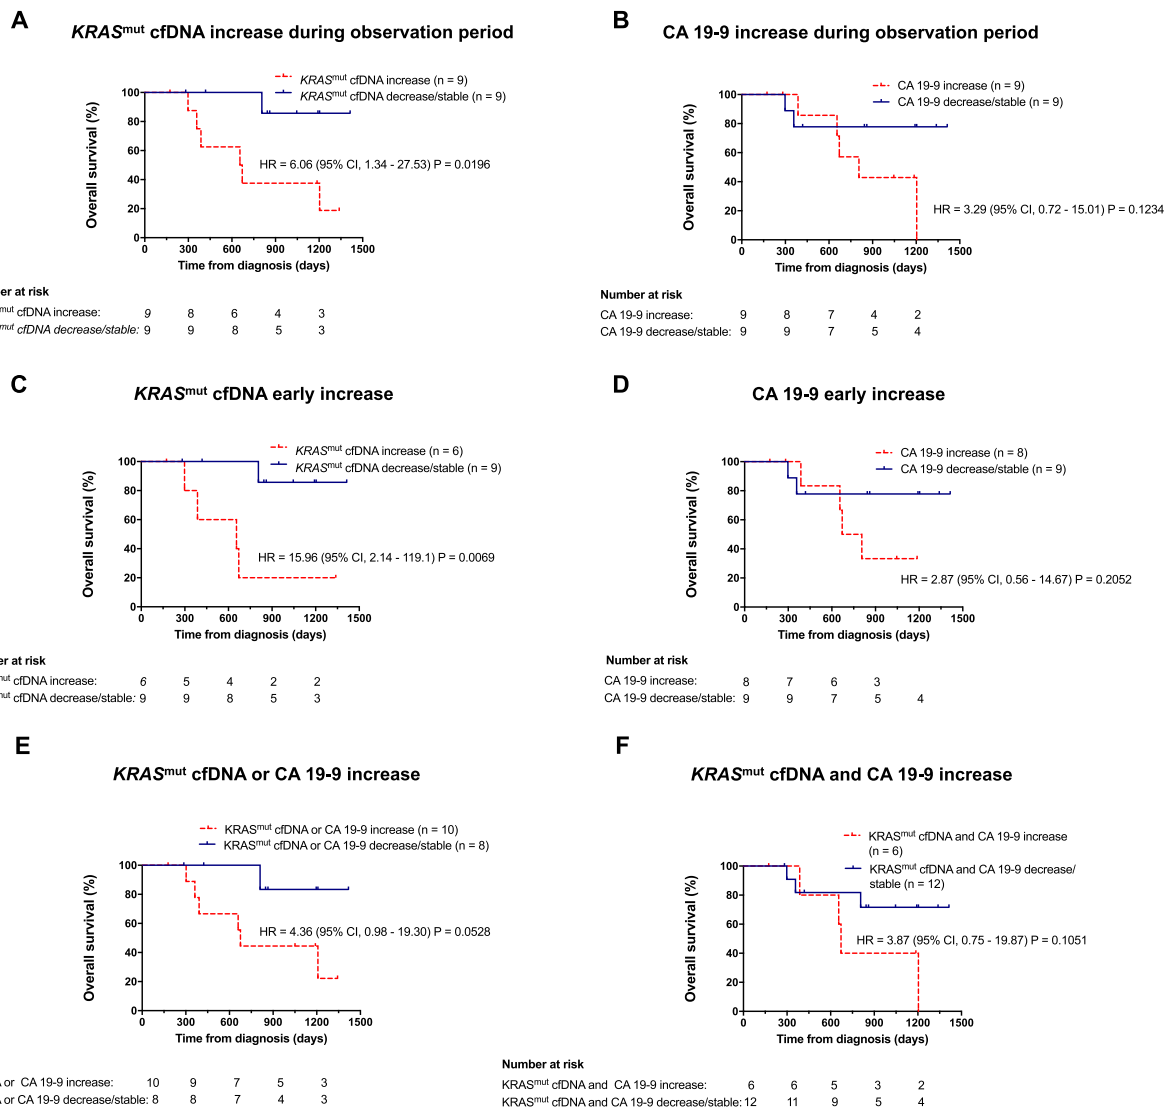 A
KRASmut cfDNA increase during observation period
KRASmut cfDNA increase (n = 9)
KRASmut cfDNA decrease/stable (n = 9)
Overall survival (%)
100
80
60
40
20
0
HR = 6.06 (95% CI, 1.34 - 27.53) P = 0.0196
0 300 600 900 1200 1500
Time from diagnosis (days)
er at risk
mut cfDNA increase: 9 8 6 4 3
mut cfDNA decrease/stable: 9 9 8 5 3
B
CA 19-9 increase during observation period
CA 19-9 increase (n = 9)
CA 19-9 decrease/stable (n = 9)
Overall survival (%)
100
80
60
40
20
0
HR = 3.29 (95% CI, 0.72 - 15.01) P = 0.1234
0 300 600 900 1200 1500
Time from diagnosis (days)
Number at risk
CA 19-9 increase: 9 8 7 4 2
CA 19-9 decrease/stable: 9 9 7 5 4
C
KRASmut cfDNA early increase
KRASmut cfDNA increase (n = 6)
KRASmut cfDNA decrease/stable (n = 9)
Overall survival (%)
100
80
60
40
20
0
HR = 15.96 (95% CI, 2.14 - 119.1) P = 0.0069
0 300 600 900 1200 1500
Time from diagnosis (days)
er at risk
mut cfDNA increase: 6 5 4 2 2
mut cfDNA decrease/stable: 9 9 8 5 3
D
CA 19-9 early increase
CA 19-9 increase (n = 8)
CA 19-9 decrease/stable (n = 9)
Overall survival (%)
100
80
60
40
20
0
HR = 2.87 (95% CI, 0.56 - 14.67) P = 0.2052
0 300 600 900 1200 1500
Time from diagnosis (days)
Number at risk
CA 19-9 increase: 8 7 6 3
CA 19-9 decrease/stable: 9 9 7 5 4
E
KRASmut cfDNA or CA 19-9 increase
KRASmut cfDNA or CA 19-9 increase (n = 10)
KRASmut cfDNA or CA 19-9 decrease/stable (n = 8)
Overall survival (%)
100
80
60
40
20
0
HR = 4.36 (95% CI, 0.98 - 19.30) P = 0.0528
0 300 600 900 1200 1500
Time from diagnosis (days)
A or CA 19-9 increase: 10 9 7 5 3
A or CA 19-9 decrease/stable: 8 8 7 4 3
F
KRASmut cfDNA and CA 19-9 increase
KRASmut cfDNA and CA 19-9 increase
(n = 6)
KRASmut cfDNA and CA 19-9 decrease/
stable (n = 12)
Overall survival (%)
100
80
60
40
20
0
HR = 3.87 (95% CI, 0.75 - 19.87) P = 0.1051
0 300 600 900 1200 1500
Time from diagnosis (days)
Number at risk
KRASmut cfDNA and CA 19-9 increase: 6 6 5 3 2
KRASmut cfDNA and CA 19-9 decrease/stable: 12 11 9 5 4